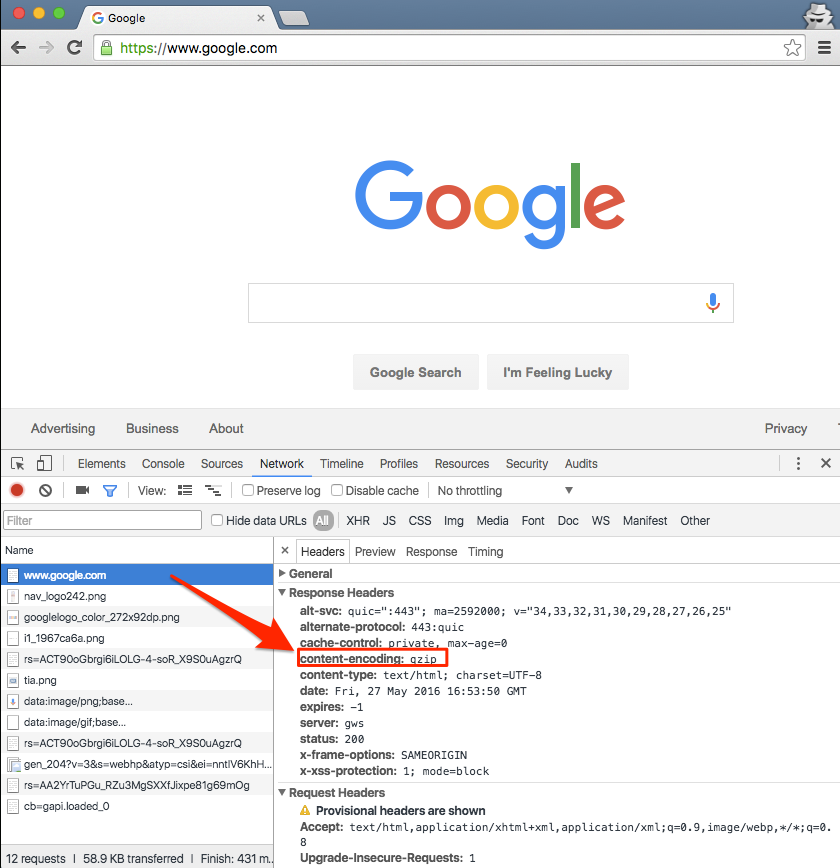 Google
https://www.google.com
Google
Google Search I'm Feeling Lucky
Advertising Business About Privacy
Elements Console Sources Network Timeline Profiles Resources Security Audits
View: Preserve log Disable cache No throttling
Filter Hide data URLs All XHR JS CSS Img Media Font Doc WS Manifest Other
Name
www.google.com
nav_logo242.png
googlelogo_color_272x92dp.png
i1_1967ca6a.png
rs=ACT90oGbrgi6iLOLG-4-soR_X9S0uAgzrQ
tia.png
data:image/png;base...
data:image/gif;base...
rs=ACT90oGbrgi6iLOLG-4-soR_X9S0uAgzrQ
gen_204?v=3&s=webhp&atyp=csi&ei=nntIV6KhH...
rs=AA2YrTuPGu_RZu3MgSXXfJixpe81g69mOg
cb=gapi.loaded_0
12 requests | 58.9 KB transferred | Finish: 431 m...
Headers Preview Response Timing
General
Response Headers
alt-svc: quic=":443"; ma=2592000; v="34,33,32,31,30,29,28,27,26,25"
alternate-protocol: 443:quic
cache-control: private, max-age=0
content-encoding: gzip
content-type: text/html; charset=UTF-8
date: Fri, 27 May 2016 16:53:50 GMT
expires: -1
server: gws
status: 200
x-frame-options: SAMEORIGIN
x-xss-protection: 1; mode=block
Request Headers
Provisional headers are shown
Accept: text/html,application/xhtml+xml,application/xml;q=0.9,image/webp,*/*;q=0.
8
Upgrade-Insecure-Requests: 1